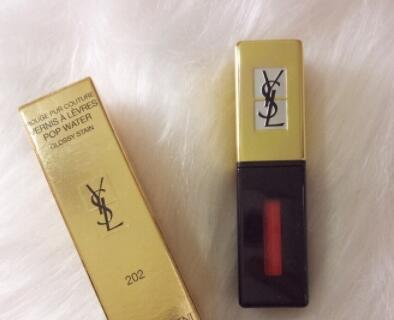 ROUGE PUR COUTURE
VERNIS À LÈVRES
POP WATER
GLOSSY STAIN
YSL
202
YSL